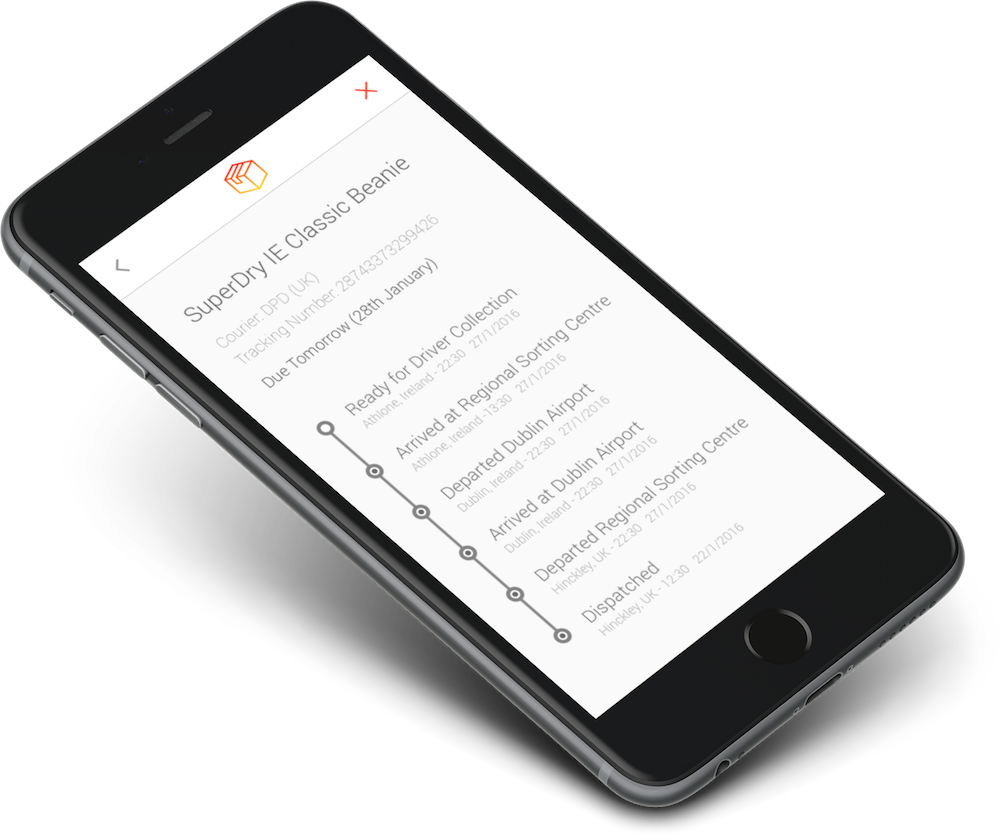 SuperDry IE Classic Beanie
Courier: DPD (UK)
Tracking Number: 28743373299426
Due Tomorrow (28th January)
Ready for Driver Collection
Athlone, Ireland - 22:30 27/1/2016
Arrived at Regional Sorting Centre
Athlone, Ireland -13:30 27/1/2016
Departed Dublin Airport
Dublin, Ireland - 22:30 27/1/2016
Arrived at Dublin Airport
Dublin, Ireland - 22:30 27/1/2016
Departed Regional Sorting Centre
Hinckley, UK - 22:30 27/1/2016
Dispatched
Hinckley, UK - 12:30 22/1/2016